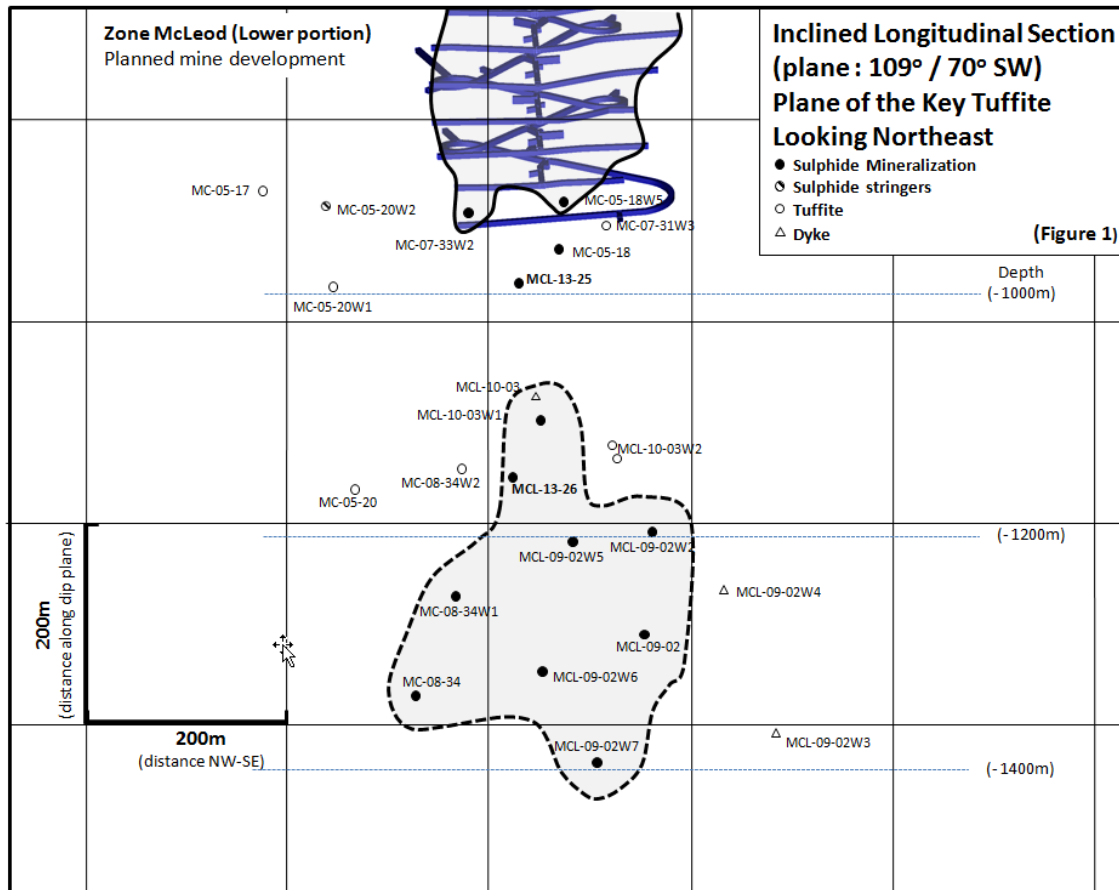 Zone McLeod (Lower portion)
Planned mine development
Inclined Longitudinal Section
(plane : 109° / 70° SW)
Plane of the Key Tuffite
Looking Northeast
Sulphide Mineralization
Sulphide stringers
Tuffite
Dyke
(Figure 1)
MC-05-17
MC-05-20W2
MC-05-18W5
MC-07-31W3
MC-07-33W2
MC-05-18
MCL-13-25
Depth
(-1000m)
MC-05-20W1
MCL-10-03
MCL-10-03W1
MCL-10-03W2
MC-08-34W2
MCL-13-26
MC-05-20
(-1200m)
MCL-09-02W5
MCL-09-02W2
MCL-09-02W4
MC-08-34W1
200m
(distance along dip plane)
MCL-09-02
MCL-09-02W6
MC-08-34
200m
(distance NW-SE)
MCL-09-02W7
MCL-09-02W3
(-1400m)